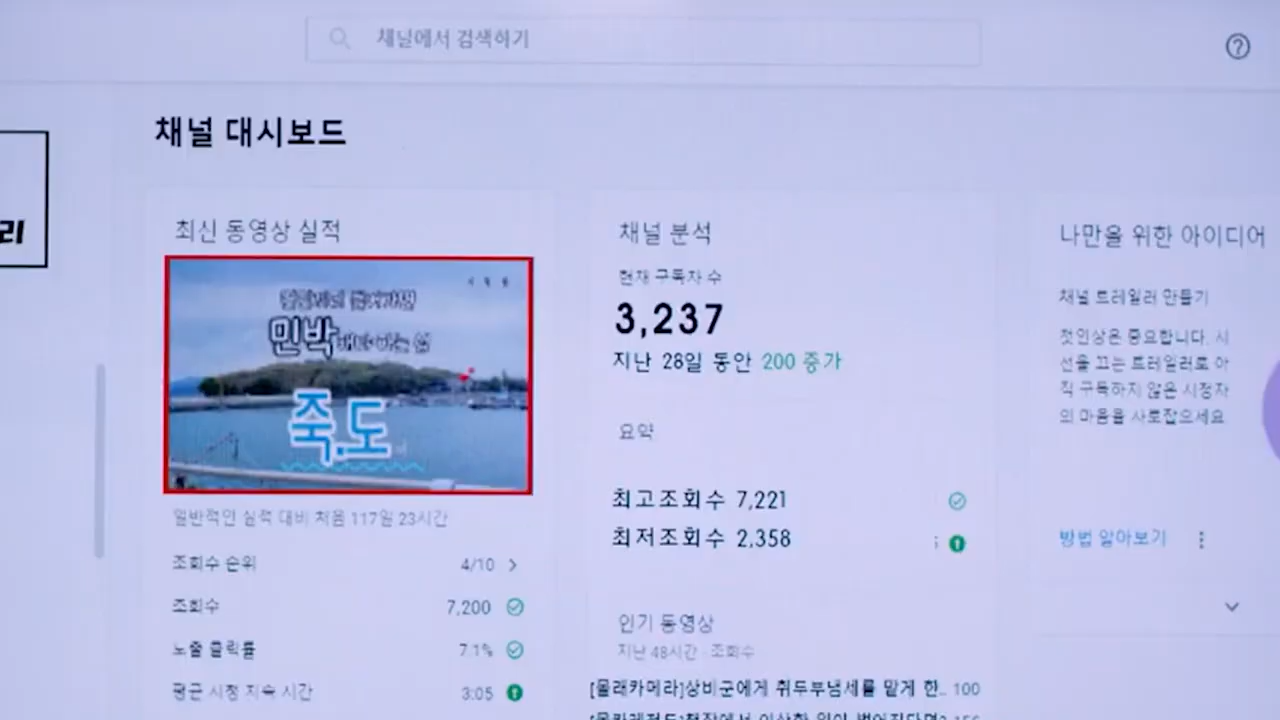 채널에서 검색하기
채널 대시보드
리
최신 동영상 실적
민박
죽.도
일반적인 실적 대비 처음 117일 23시간
조회수 순위 4/10
조회수 7,200
노출 클릭률 7.1%
평균 시청 지속 시간 3:05
채널 분석
현재 구독자 수
3,237
지난 28일 동안 200 증가
요약
최고조회수 7,221
최저조회수 2,358
인기 동영상
지난 48시간 · 조회수
[몰래카메라]상비군에게 취두부냄세를 맡게 한.. 100
나만을 위한 아이디어
채널 트레일러 만들기
첫인상은 중요합니다. 시
선을 끄는 트레일러로 아
직 구독하지 않은 시청자
의 마음을 사로잡으세요
방법 알아보기